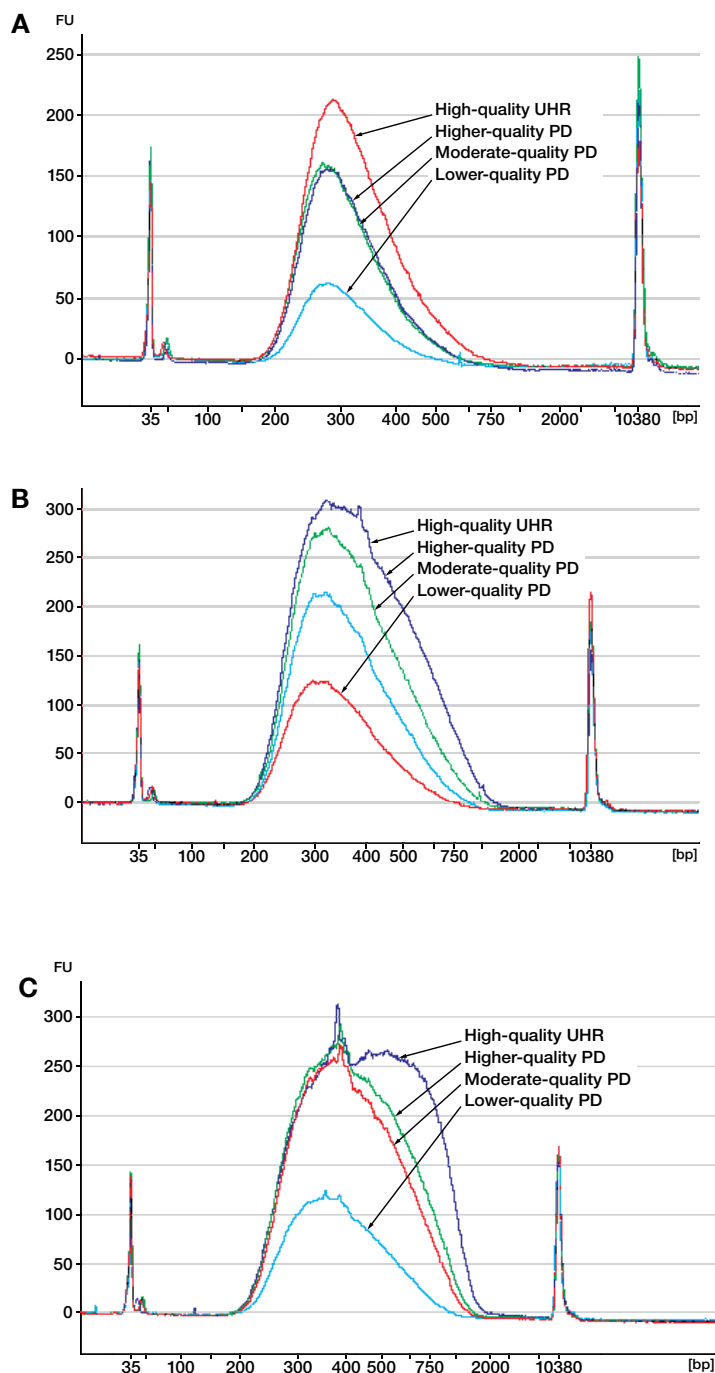 A
FU
250
200
150
100
50
0
High-quality UHR
Higher-quality PD
Moderate-quality PD
Lower-quality PD
35 100 200 300 400 500 750 2000 10380 [bp]
B
300
250
200
150
100
50
0
High-quality UHR
Higher-quality PD
Moderate-quality PD
Lower-quality PD
35 100 200 300 400 500 750 2000 10380 [bp]
C
FU
300
250
200
150
100
50
0
High-quality UHR
Higher-quality PD
Moderate-quality PD
Lower-quality PD
35 100 200 300 400 500 750 2000 10380 [bp]